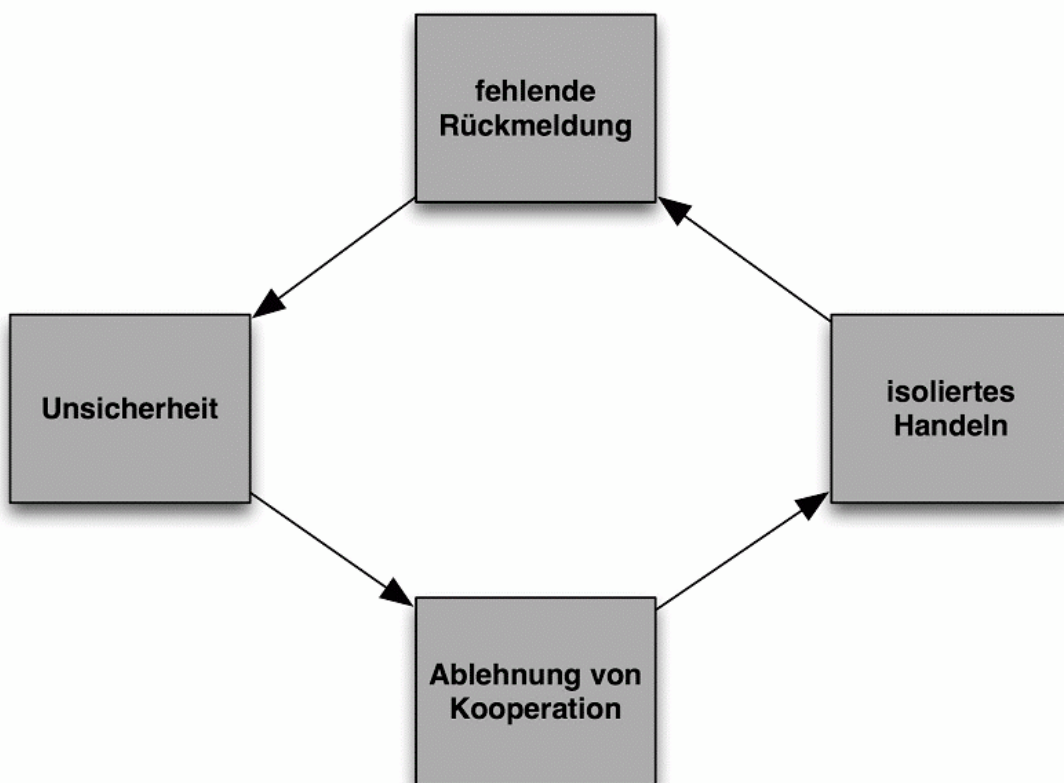 fehlende
Rückmeldung
Unsicherheit
isoliertes
Handeln
Ablehnung von
Kooperation